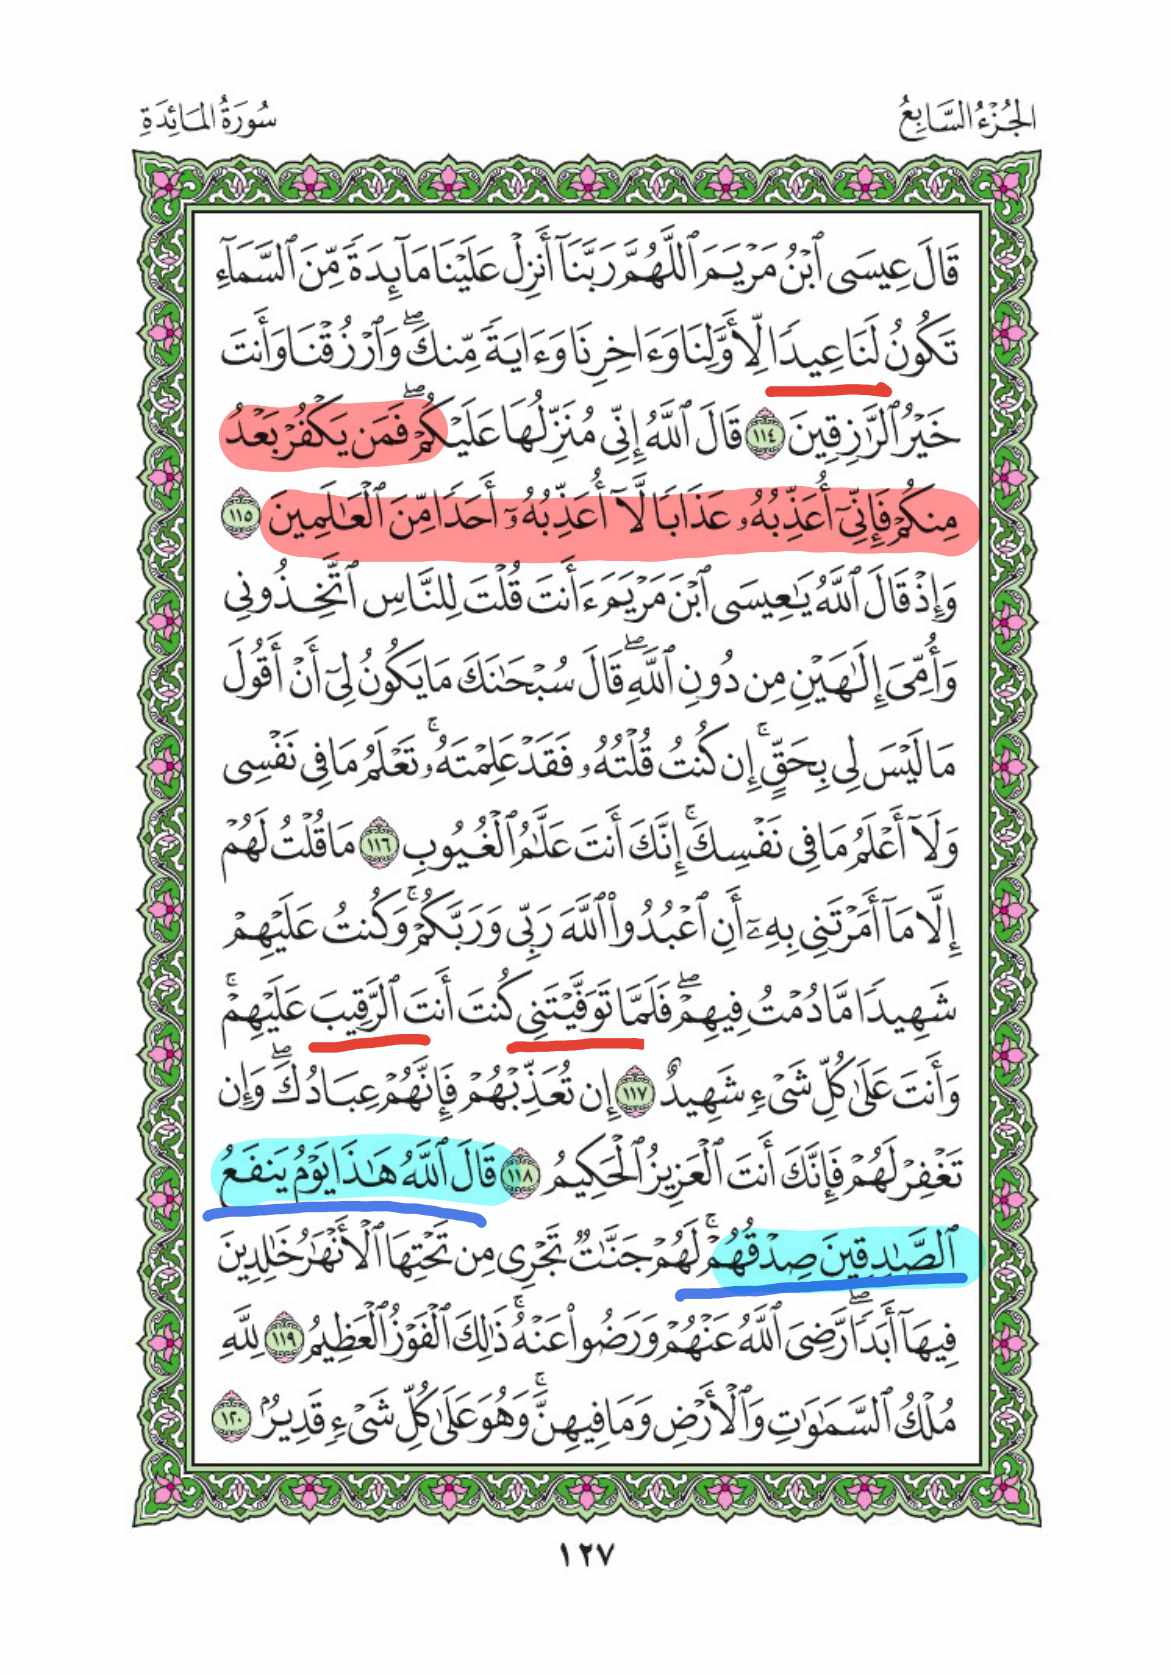 الجُزْءُ السَّابِعُ
سُورَةُ المَائِدَةِ
قَالَ عِيسَى ٱبۡنُ مَرۡيَمَ ٱللَّهُمَّ رَبَّنَآ أَنزِلۡ عَلَيۡنَا مَآئِدَةٗ مِّنَ ٱلسَّمَآءِ
تَكُونُ لَنَا عِيدٗا لِّأَوَّلِنَا وَءَاخِرِنَا وَءَايَةٗ مِّنكَۖ وَٱرۡزُقۡنَا وَأَنتَ
خَيۡرُ ٱلرَّٰزِقِينَ ١١٤ قَالَ ٱللَّهُ إِنِّي مُنَزِّلُهَا عَلَيۡكُمۡۖ فَمَن يَكۡفُرۡ بَعۡدُ
مِنكُمۡ فَإِنِّيٓ أُعَذِّبُهُۥ عَذَابٗا لَّآ أُعَذِّبُهُۥٓ أَحَدٗا مِّنَ ٱلۡعَٰلَمِينَ ١١٥
وَإِذۡ قَالَ ٱللَّهُ يَٰعِيسَى ٱبۡنَ مَرۡيَمَ ءَأَنتَ قُلۡتَ لِلنَّاسِ ٱتَّخِذُونِي
وَأُمِّيَ إِلَٰهَيۡنِ مِن دُونِ ٱللَّهِۖ قَالَ سُبۡحَٰنَكَ مَا يَكُونُ لِيٓ أَنۡ أَقُولَ
مَا لَيۡسَ لِي بِحَقٍّۚ إِن كُنتُ قُلۡتُهُۥ فَقَدۡ عَلِمۡتَهُۥۚ تَعۡلَمُ مَا فِي نَفۡسِي
وَلَآ أَعۡلَمُ مَا فِي نَفۡسِكَۚ إِنَّكَ أَنتَ عَلَّٰمُ ٱلۡغُيُوبِ ١١٦ مَا قُلۡتُ لَهُمۡ
إِلَّا مَآ أَمَرۡتَنِي بِهِۦٓ أَنِ ٱعۡبُدُواْ ٱللَّهَ رَبِّي وَرَبَّكُمۡۚ وَكُنتُ عَلَيۡهِمۡ
شَهِيدٗا مَّا دُمۡتُ فِيهِمۡۖ فَلَمَّا تَوَفَّيۡتَنِي كُنتَ أَنتَ ٱلرَّقِيبَ عَلَيۡهِمۡۚ
وَأَنتَ عَلَىٰ كُلِّ شَيۡءٖ شَهِيدٌ ١١٧ إِن تُعَذِّبۡهُمۡ فَإِنَّهُمۡ عِبَادُكَۖ وَإِن
تَغۡفِرۡ لَهُمۡ فَإِنَّكَ أَنتَ ٱلۡعَزِيزُ ٱلۡحَكِيمُ ١١٨ قَالَ ٱللَّهُ هَٰذَا يَوۡمُ يَنفَعُ
ٱلصَّٰدِقِينَ صِدۡقُهُمۡۚ لَهُمۡ جَنَّٰتٞ تَجۡرِي مِن تَحۡتِهَا ٱلۡأَنۡهَٰرُ خَٰلِدِينَ
فِيهَآ أَبَدٗاۖ رَّضِيَ ٱللَّهُ عَنۡهُمۡ وَرَضُواْ عَنۡهُۚ ذَٰلِكَ ٱلۡفَوۡزُ ٱلۡعَظِيمُ ١١٩ لِلَّهِ
مُلۡكُ ٱلسَّمَٰوَٰتِ وَٱلۡأَرۡضِ وَمَا فِيهِنَّۚ وَهُوَ عَلَىٰ كُلِّ شَيۡءٖ قَدِيرُۢ ١٢٠
١٢٧